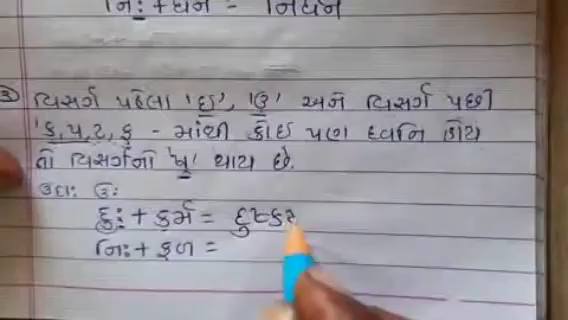 નિઃ + ધન = નિર્ધન
③ વિસર્ગ પહેલા 'ઇ', 'ઉ' અને વિસર્ગ પછી
'ક, પ, ટ, ફ - માંથી કોઈ પણ ધ્વનિ હોય
તો વિસર્ગનો 'ષ્' થાય છે.
ઉદાઃ ઉઃ
દુઃ + કર્મ = દુષ્કર
નિઃ + ફળ =